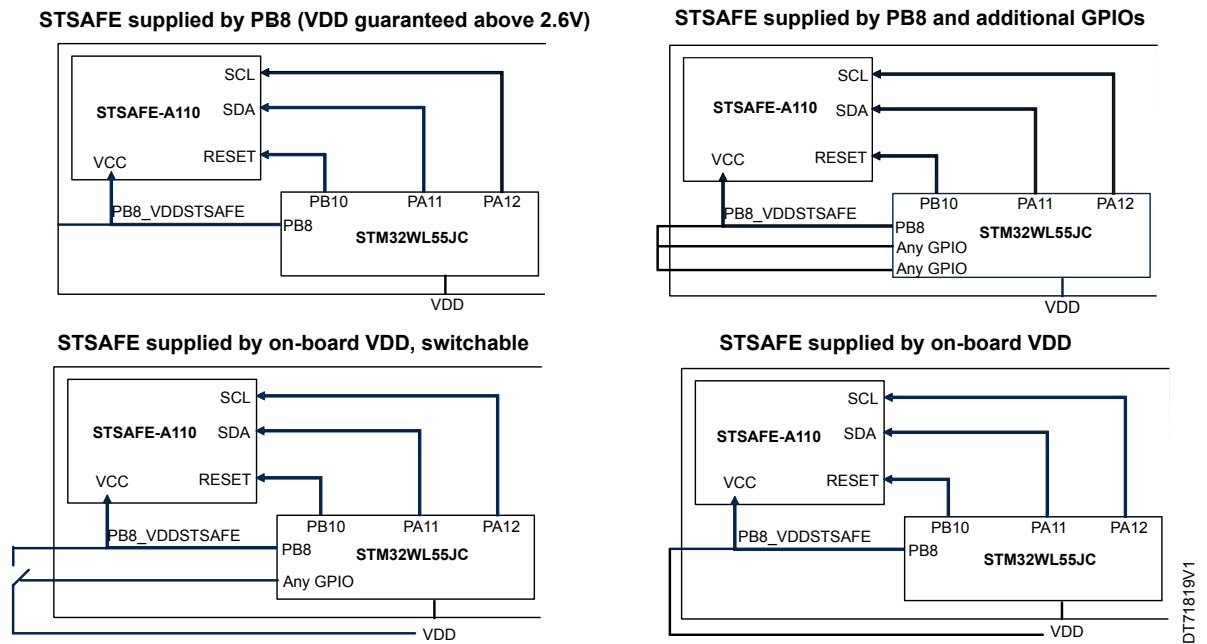 STSAFE supplied by PB8 (VDD guaranteed above 2.6V)
SCL
STSAFE-A110
SDA
VCC
RESET
PB10
PA11
PA12
PB8_VDDSTSAFE
PB8
STM32WL55JC
VDD
STSAFE supplied by PB8 and additional GPIOs
SCL
STSAFE-A110
SDA
VCC
RESET
PB10
PA11
PA12
PB8_VDDSTSAFE
PB8
STM32WL55JC
Any GPIO
Any GPIO
VDD
STSAFE supplied by on-board VDD, switchable
SCL
STSAFE-A110
SDA
VCC
RESET
PB10
PA11
PA12
PB8_VDDSTSAFE
PB8
STM32WL55JC
Any GPIO
VDD
STSAFE supplied by on-board VDD
SCL
STSAFE-A110
SDA
VCC
RESET
PB10
PA11
PA12
PB8_VDDSTSAFE
PB8
STM32WL55JC
VDD
DT71819V1